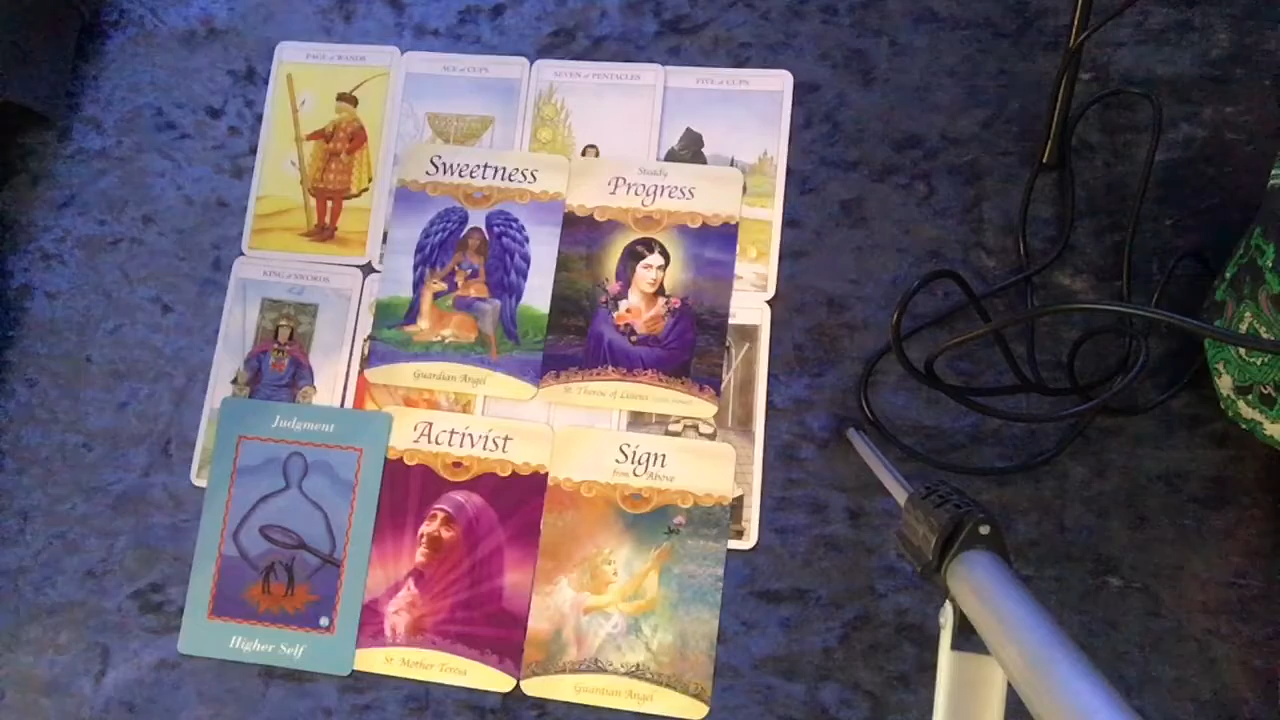 PAGE of WANDS
ACE of CUPS
SEVEN of PENTACLES
FIVE of CUPS
Sweetness
Guardian Angel
Steady
Progress
St. Therese of Lisieux
KING of SWORDS
Judgment
Higher Self
Activist
St. Mother Teresa
Sign
from Above
Guardian Angel